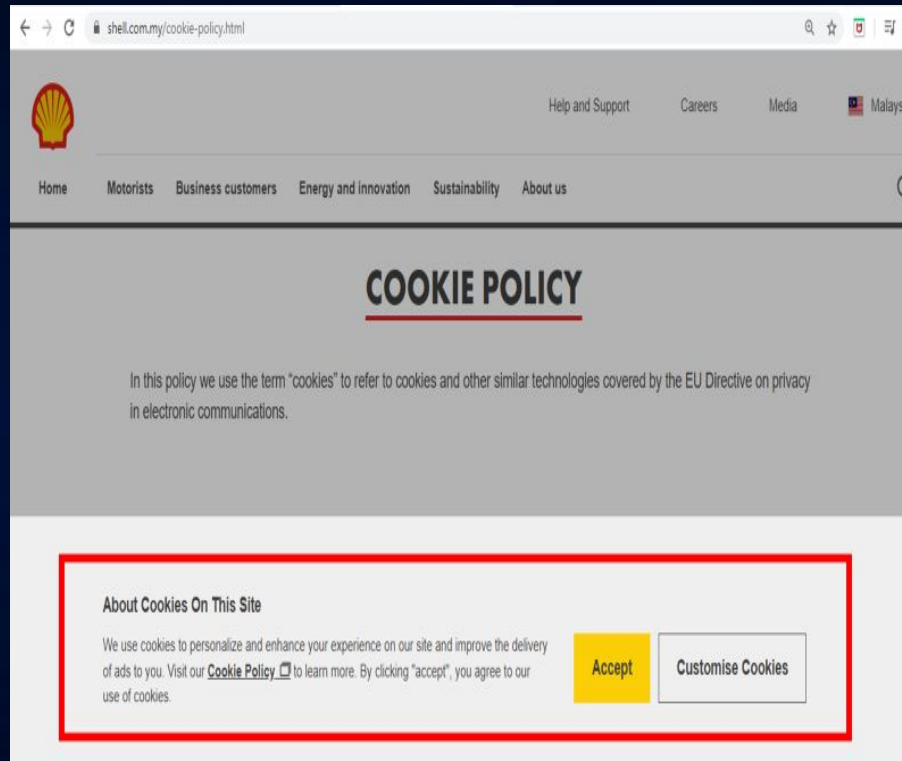 shell.com.my/cookie-policy.html
Help and Support Careers Media
Home Motorists Business customers Energy and innovation Sustainability About us
COOKIE POLICY
In this policy we use the term “cookies” to refer to cookies and other similar technologies covered by the EU Directive on privacy
in electronic communications.
About Cookies On This Site
We use cookies to personalize and enhance your experience on our site and improve the delivery
of ads to you. Visit our Cookie Policy to learn more. By clicking "accept", you agree to our
use of cookies.
Accept Customise Cookies